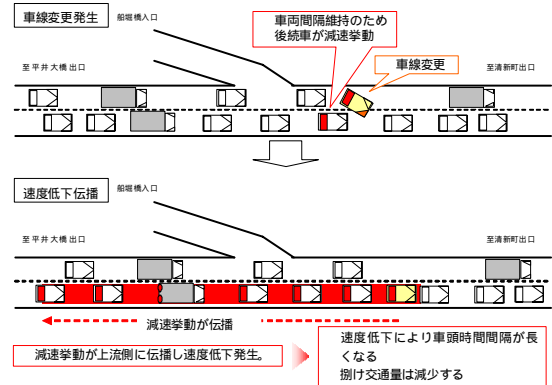 車線変更発生
船堀橋入口
車両間隔維持のため
後続車が減速挙動
車線変更
至平井大橋出口
至清新町出口
速度低下伝播
船堀橋入口
至平井大橋出口
至清新町出口
減速挙動が伝播
減速挙動が上流側に伝播し速度低下発生。
速度低下により車頭時間間隔が長
くなる
捌け交通量は減少する